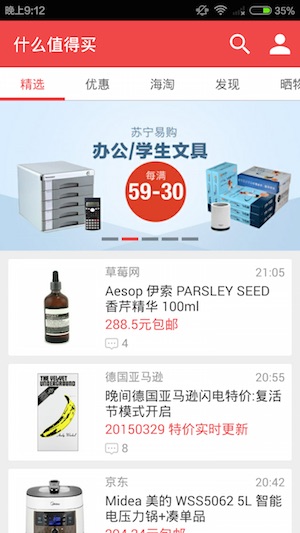 晚上9:12
35%
什么值得买
精选
优惠
海淘
发现
晒物
苏宁易购
办公/学生文具
每满
59-30
草莓网
21:05
Aesop 伊索 PARSLEY SEED
香芹精华 100ml
288.5元包邮
4
德国亚马逊
20:55
晚间德国亚马逊闪电特价:复活
节模式开启
20150329 特价实时更新
8
THE VELVET
UNDERGROUND
京东
20:42
Midea 美的 WSS5062 5L 智能
电压力锅+凑单品